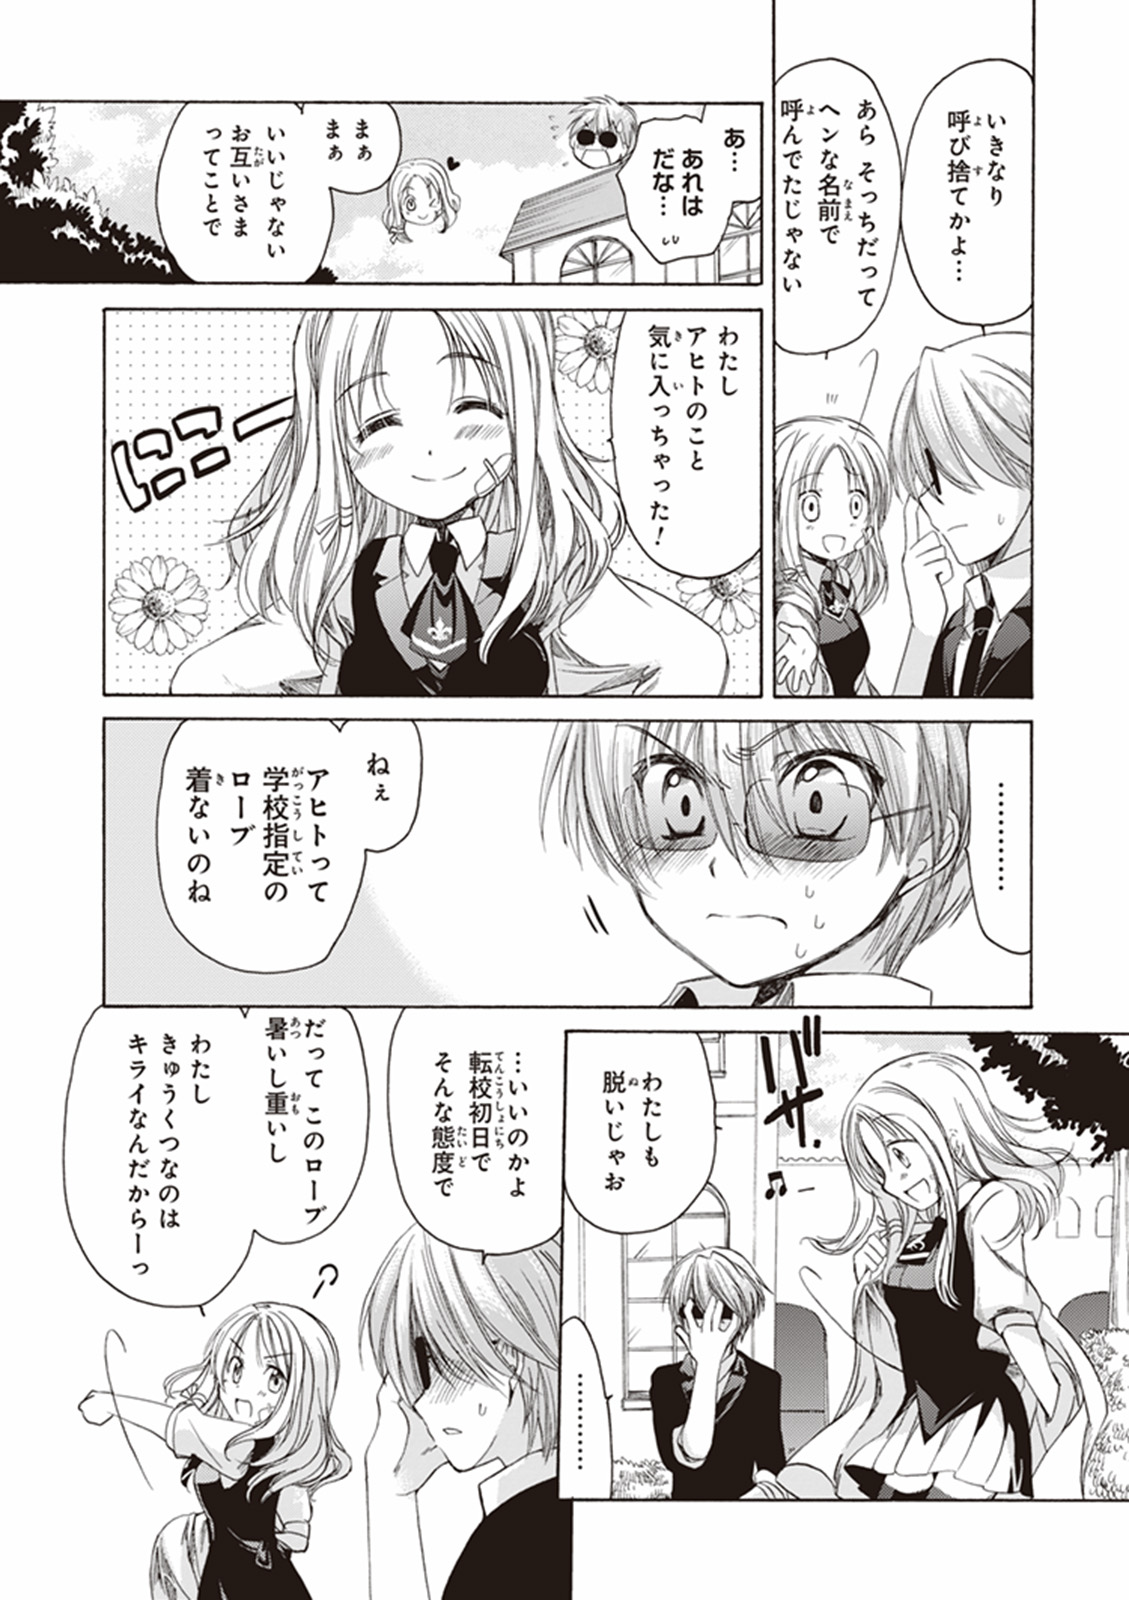 いきなり
呼び捨てかよ…
あら そっちだって
ヘンな名前で
呼んでたじゃない
あ…
あれは
だな…
まぁ
まぁ
いいじゃない
お互いさま
ってことで
わたし
アヒトのこと
気に入っちゃった！
にこにこー
…………
ねぇ
アヒトって
学校指定の
ローブ
着ないのね
わたしも
脱いじゃお
…………
…いいのかよ
転校初日で
そんな態度で
だって このローブ
暑いし重いし
わたし
きゅうくつなのは
キライなんだからーっ